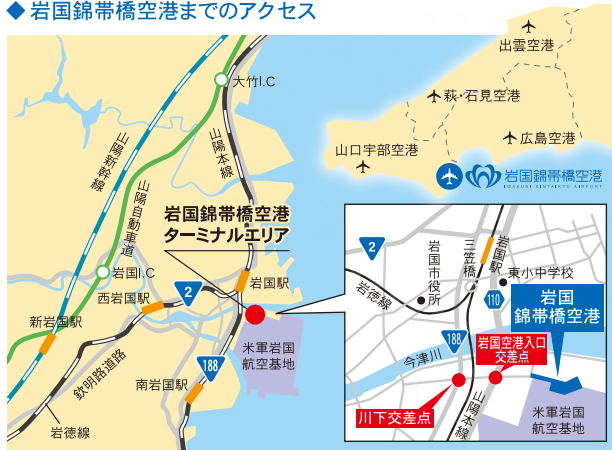 ◆ 岩国錦帯橋空港までのアクセス
出雲空港
萩・石見空港
広島空港
山口宇部空港
岩国錦帯橋空港
IWAKUNI KINTAIKYO AIRPORT
大竹I.C
山陽本線
山陽新幹線
山陽自動車道
岩国錦帯橋空港
ターミナルエリア
岩国I.C
西岩国駅
2
岩国駅
新岩国駅
欽明路道路
188
南岩国駅
米軍岩国
航空基地
岩徳線
2
岩国市役所
三笠橋
岩国駅
東小中学校
岩徳線
110
岩国
錦帯橋空港
188
岩国空港入口
交差点
今津川
川下交差点
山陽本線
米軍岩国
航空基地